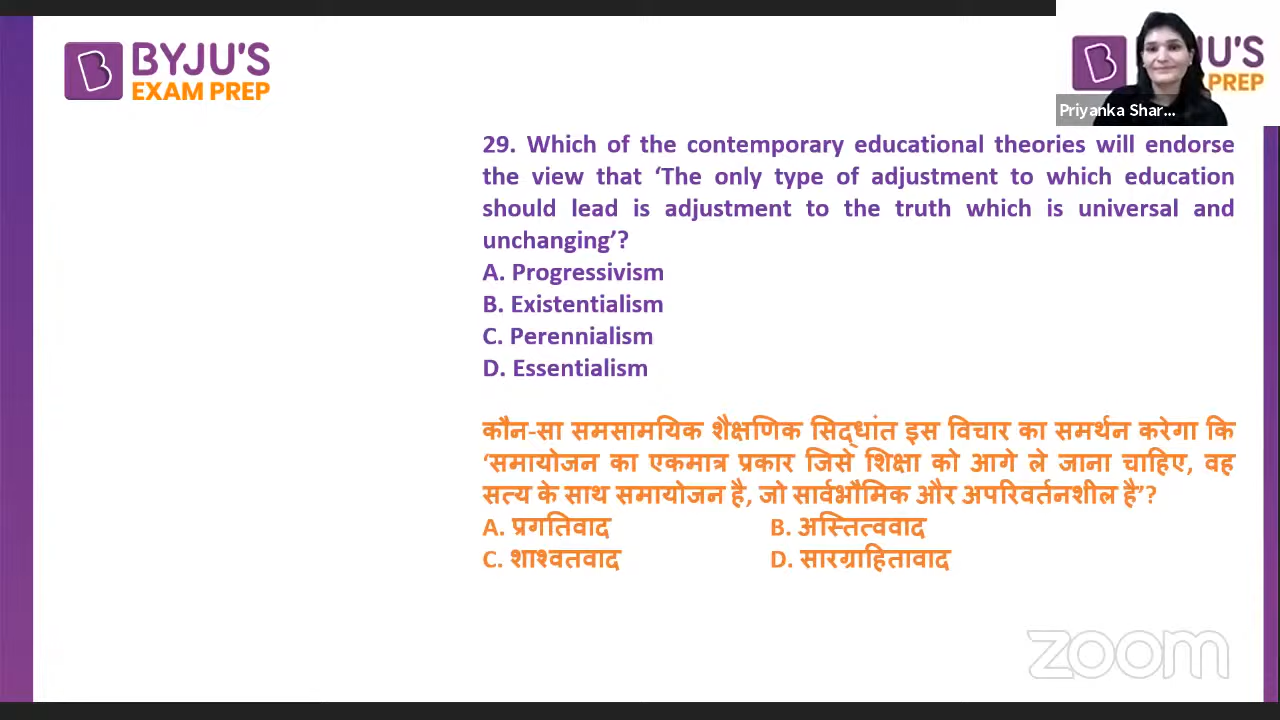 BYJU'S
EXAM PREP
JU'S
PREP
Priyanka Shar...
29. Which of the contemporary educational theories will endorse
the view that ‘The only type of adjustment to which education
should lead is adjustment to the truth which is universal and
unchanging’?
A. Progressivism
B. Existentialism
C. Perennialism
D. Essentialism
कौन-सा समसामयिक शैक्षणिक सिद्धांत इस विचार का समर्थन करेगा कि
‘समायोजन का एकमात्र प्रकार जिसे शिक्षा को आगे ले जाना चाहिए, वह
सत्य के साथ समायोजन है, जो सार्वभौमिक और अपरिवर्तनशील है’?
A. प्रगतिवाद B. अस्तित्ववाद
C. शाश्वतवाद D. सारग्राहितावाद
zoom